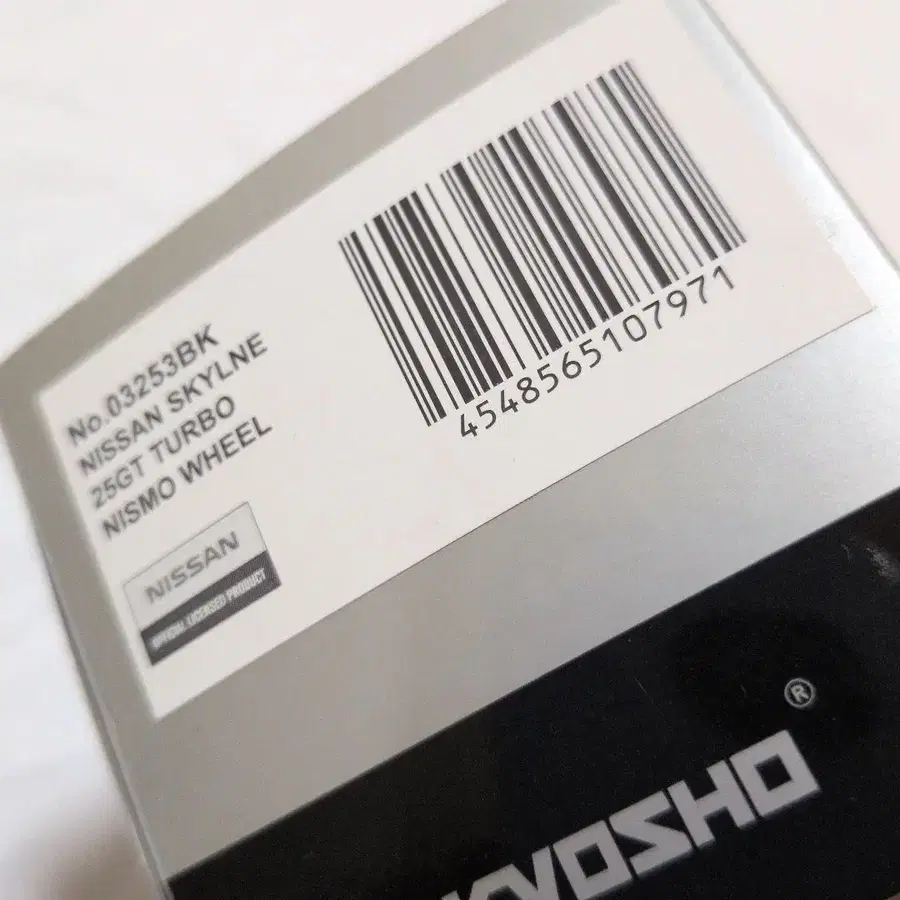 No.03253BK
NISSAN SKYLNE
25GT TURBO
NISMO WHEEL
4548565107971
NISSAN
OFFICIAL LICENSED PRODUCT
KYOSHO®